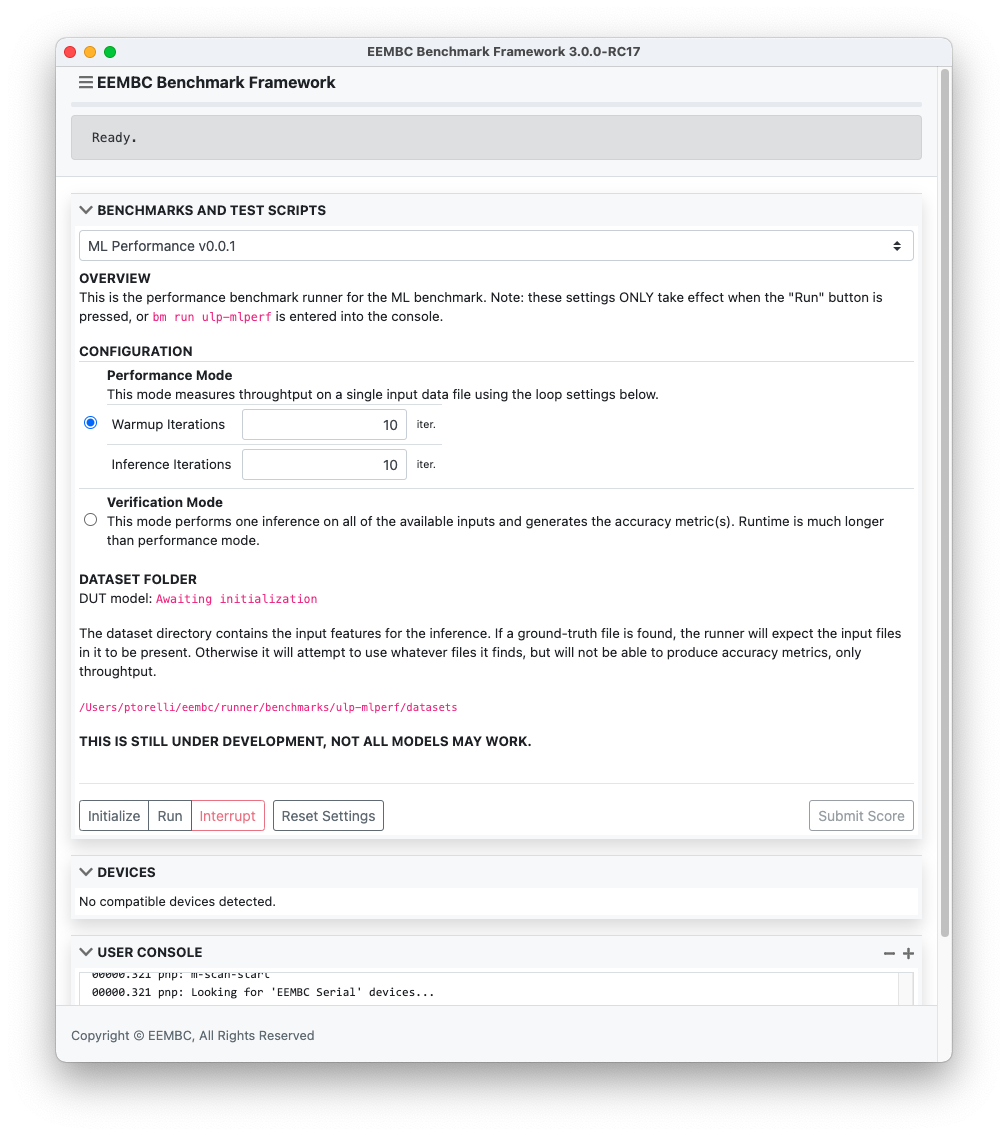 EEMBC Benchmark Framework 3.0.0-RC17
EEMBC Benchmark Framework
Ready.
BENCHMARKS AND TEST SCRIPTS
ML Performance v0.0.1
OVERVIEW
This is the performance benchmark runner for the ML benchmark. Note: these settings ONLY take effect when the "Run" button is
pressed, or bm run ulp-mlperf is entered into the console.
CONFIGURATION
Performance Mode
This mode measures throughtput on a single input data file using the loop settings below.
Warmup Iterations 10 iter.
Inference Iterations 10 iter.
Verification Mode
This mode performs one inference on all of the available inputs and generates the accuracy metric(s). Runtime is much longer
than performance mode.
DATASET FOLDER
DUT model: Awaiting initialization
The dataset directory contains the input features for the inference. If a ground-truth file is found, the runner will expect the input files
in it to be present. Otherwise it will attempt to use whatever files it finds, but will not be able to produce accuracy metrics, only
throughtput.
/Users/ptorelli/eembc/runner/benchmarks/ulp-mlperf/datasets
THIS IS STILL UNDER DEVELOPMENT, NOT ALL MODELS MAY WORK.
Initialize Run Interrupt Reset Settings Submit Score
DEVICES
No compatible devices detected.
USER CONSOLE
00000.321 pnp: m-scan-start
00000.321 pnp: Looking for 'EEMBC Serial' devices...
Copyright © EEMBC, All Rights Reserved